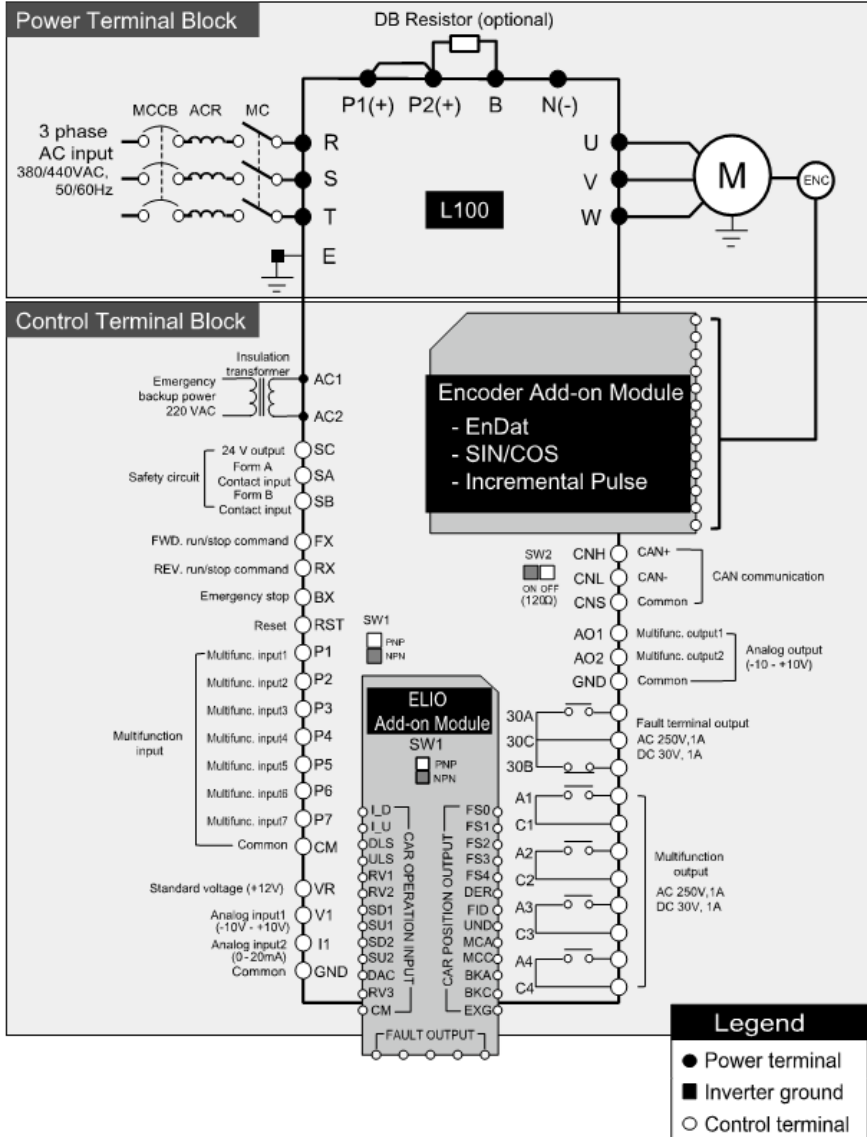 Power Terminal Block
DB Resistor (optional)
P1(+) P2(+) B N(-)
MCCB ACR MC
3 phase
AC input
380/440VAC,
50/60Hz
R
S
T
E
L100
U
V
W
M
ENC
Control Terminal Block
Insulation
transformer
Emergency
backup power
220 VAC
AC1
AC2
Encoder Add-on Module
- EnDat
- SIN/COS
- Incremental Pulse
Safety circuit
24 V output
SC
Form A
Contact input
SA
Form B
Contact input
SB
FWD. run/stop command FX
REV. run/stop command RX
Emergency stop BX
Reset RST
SW1
PNP
NPN
Multifunction
input
Multifunc. input1 P1
Multifunc. input2 P2
Multifunc. input3 P3
Multifunc. input4 P4
Multifunc. input5 P5
Multifunc. input6 P6
Multifunc. input7 P7
Common CM
Standard voltage (+12V) VR
Analog input1
(-10V - +10V)
V1
Analog input2
(0-20mA)
I1
Common GND
SW2
ON OFF
(120Ω)
CNH CAN+
CNL CAN-
CNS Common
CAN communication
AO1 Multifunc. output1
AO2 Multifunc. output2
GND Common
Analog output
(-10 - +10V)
30A
30C
30B
Fault terminal output
AC 250V,1A
DC 30V, 1A
A1
C1
A2
C2
A3
C3
A4
C4
Multifunction
output
AC 250V,1A
DC 30V, 1A
ELIO
Add-on Module
SW1
PNP
NPN
I_D
I_U
DLS
ULS
RV1
RV2
SD1
SU1
SD2
SU2
DAC
RV3
CM
CAR OPERATION INPUT
CAR POSITION OUTPUT
FS0
FS1
FS2
FS3
FS4
DER
FID
UND
MCA
MCC
BKA
BKC
EXG
FAULT OUTPUT
Legend
Power terminal
Inverter ground
Control terminal